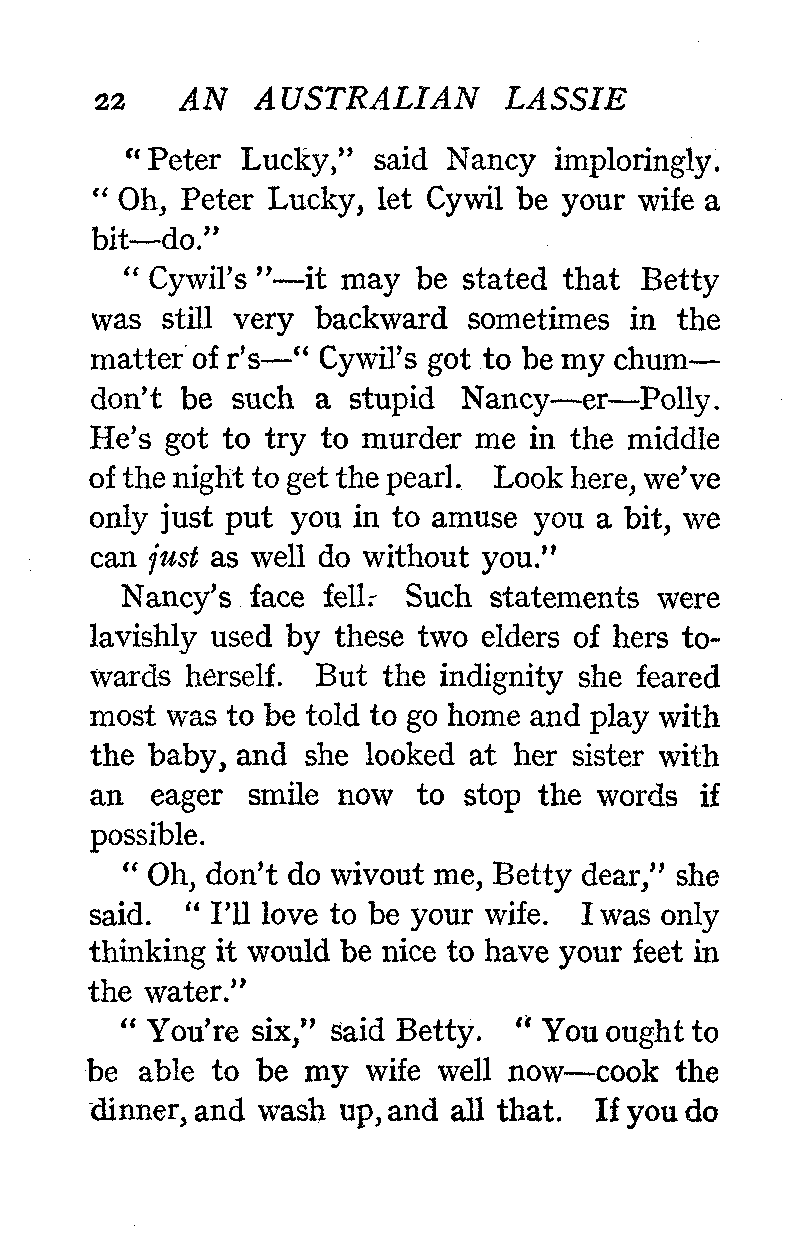 22 AN AUSTRALIAN LASSIE
“Peter Lucky,” said Nancy imploringly.
“Oh, Peter Lucky, let Cywil be your wife a
bit—do.”
“Cywil’s”—it may be stated that Betty
was still very backward sometimes in the
matter of r’s—“Cywil’s got to be my chum—
don’t be such a stupid Nancy—er—Polly.
He’s got to try to murder me in the middle
of the night to get the pearl. Look here, we’ve
only just put you in to amuse you a bit, we
can just as well do without you.”
Nancy’s face fell. Such statements were
lavishly used by these two elders of hers to-
wards herself. But the indignity she feared
most was to be told to go home and play with
the baby, and she looked at her sister with
an eager smile now to stop the words if
possible.
“Oh, don’t do wivout me, Betty dear,” she
said. “I’ll love to be your wife. I was only
thinking it would be nice to have your feet in
the water.”
“You’re six,” said Betty. “You ought to
be able to be my wife well now—cook the
dinner, and wash up, and all that. If you do